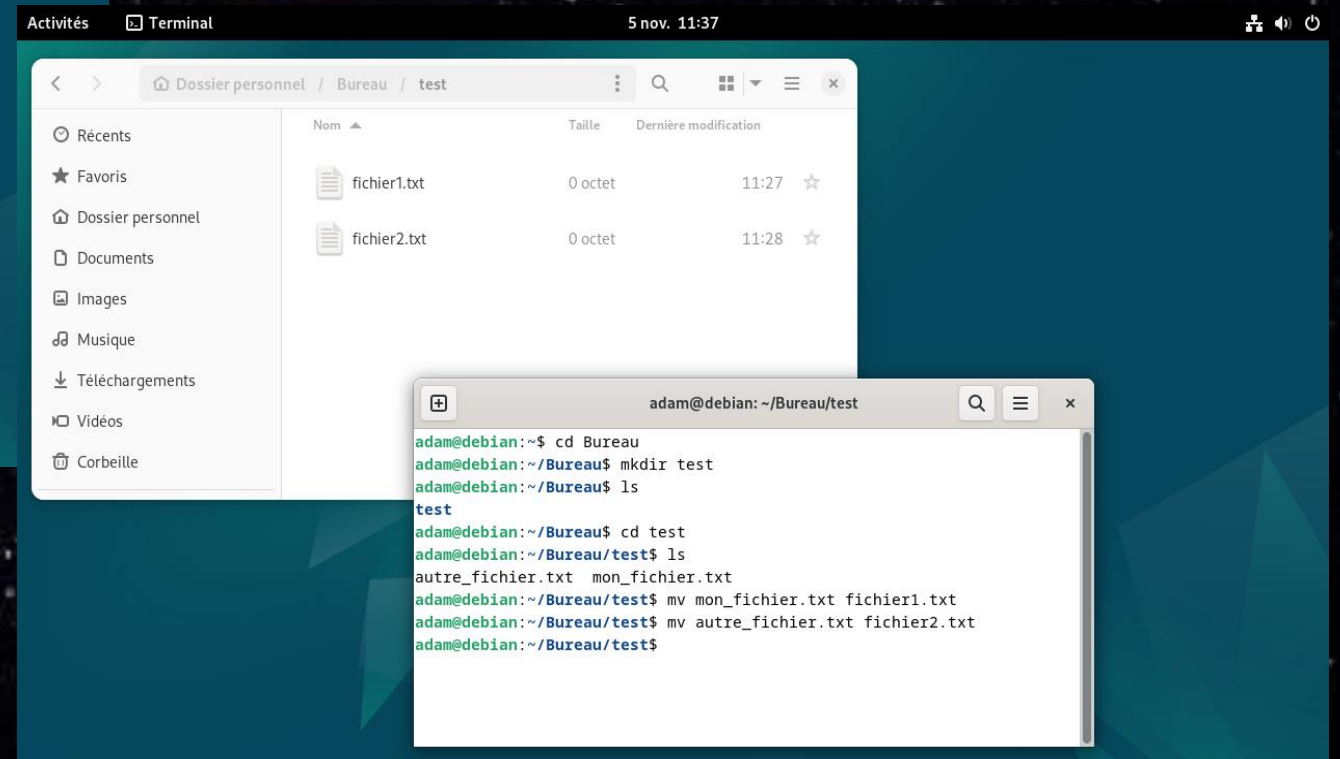 Activités Terminal 5 nov. 11:37
Dossier personnel / Bureau / test
Récents
Favoris
Dossier personnel
Documents
Images
Musique
Téléchargements
Vidéos
Corbeille
Nom Taille Dernière modification
fichier1.txt 0 octet 11:27
fichier2.txt 0 octet 11:28
adam@debian: ~/Bureau/test
adam@debian:~$ cd Bureau
adam@debian:~/Bureau$ mkdir test
adam@debian:~/Bureau$ ls
test
adam@debian:~/Bureau$ cd test
adam@debian:~/Bureau/test$ ls
autre_fichier.txt  mon_fichier.txt
adam@debian:~/Bureau/test$ mv mon_fichier.txt fichier1.txt
adam@debian:~/Bureau/test$ mv autre_fichier.txt fichier2.txt
adam@debian:~/Bureau/test$